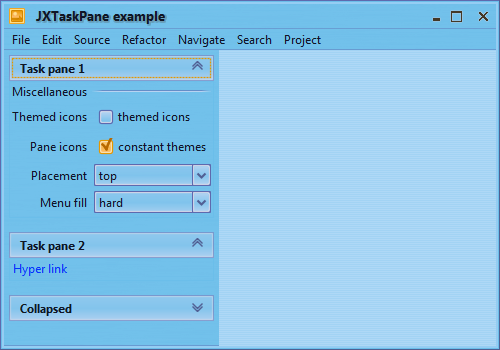 JXTaskPane example
File Edit Source Refactor Navigate Search Project
Task pane 1
Miscellaneous
Themed icons themed icons
Pane icons constant themes
Placement top
Menu fill hard
Task pane 2
Hyper link
Collapsed